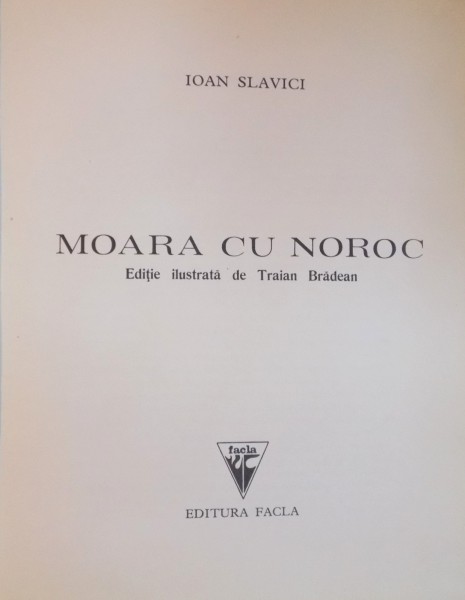 IOAN SLAVICI
MOARA CU NOROC
Ediție ilustrată de Traian Brădean
facla
EDITURA FACLA